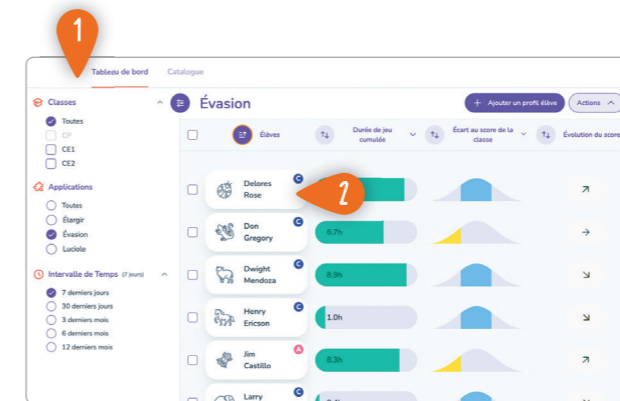 1
Tableau de bord Catalogue
Classes
Toutes
CP
CE1
CE2
Applications
Toutes
Élargir
Évasion
Luciole
Intervalle de Temps (7 jours)
7 derniers jours
30 derniers jours
3 derniers mois
6 derniers mois
12 derniers mois
Évasion
+ Ajouter un profil élève
Actions
Élèves
Durée de jeu
cumulée
Écart au score de la
classe
Évolution du score
Delores
Rose
C
2
Don
Gregory
C
6.7h
Dwight
Mendoza
C
8.9h
Henry
Ericson
C
1.0h
Jim
Castillo
A
8.3h
Larry
C